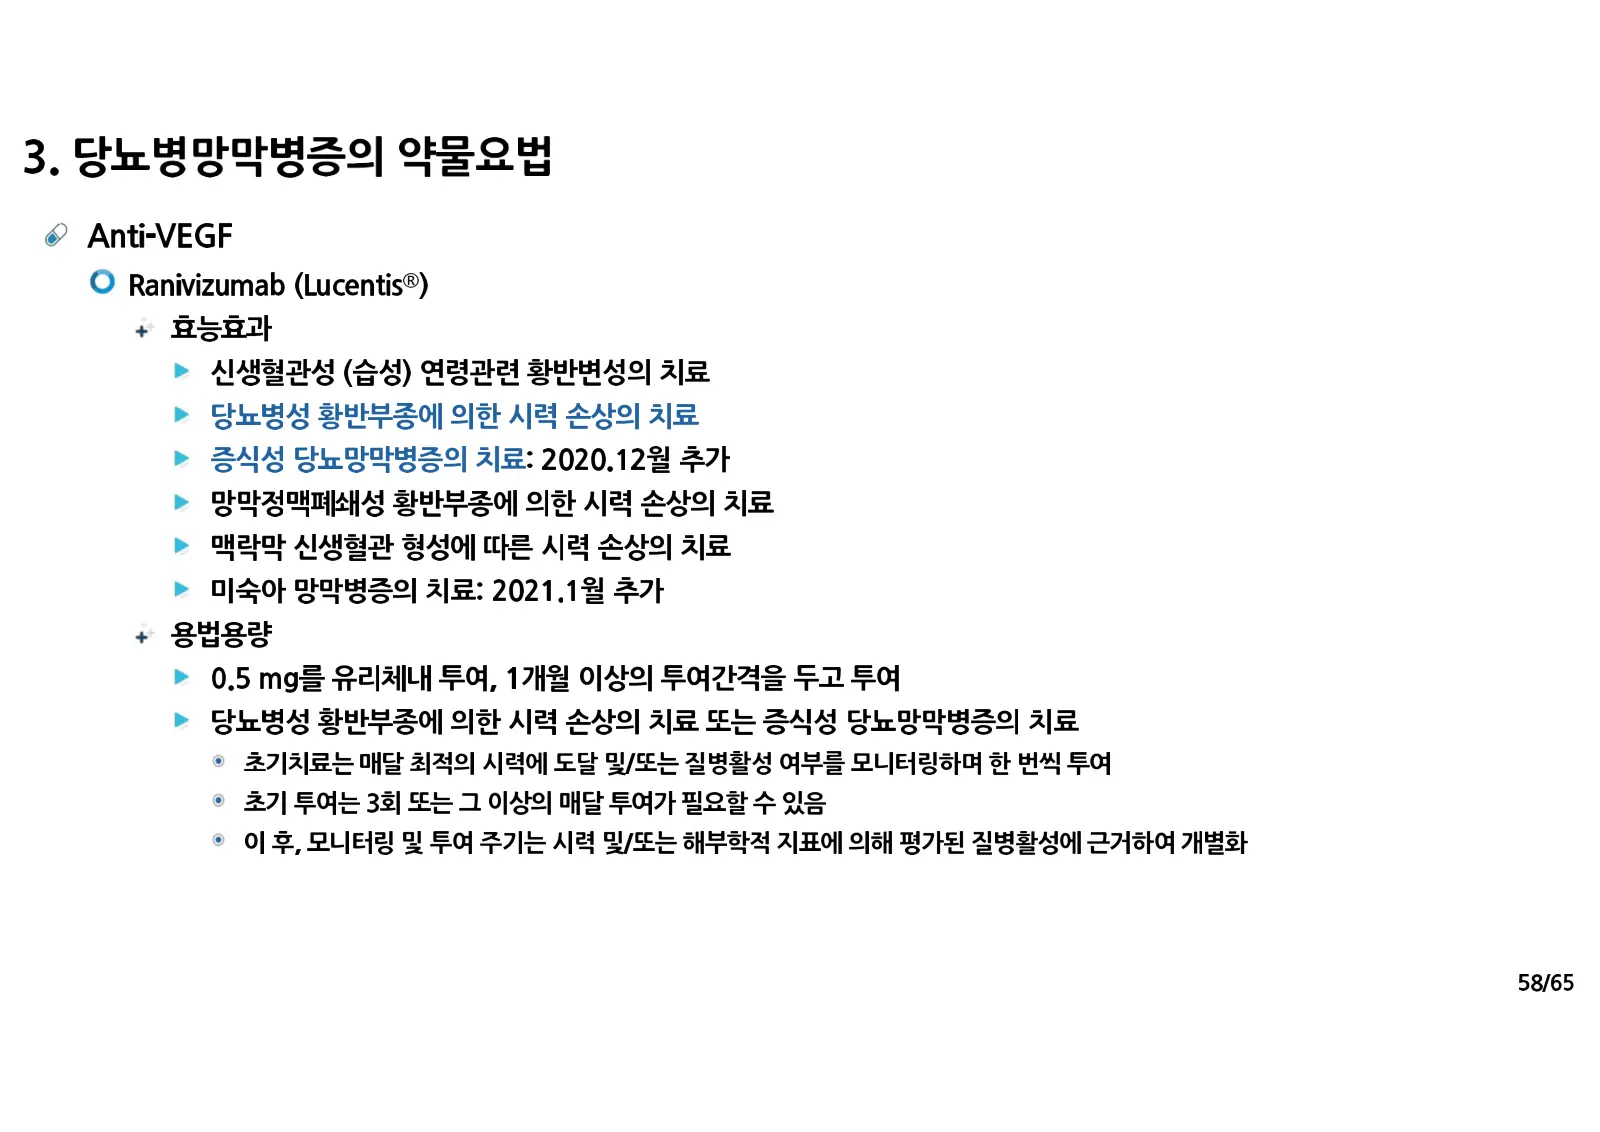 3. 당뇨병망막병증의 약물요법
Anti-VEGF
Ranivizumab (Lucentis®)
효능효과
신생혈관성 (습성) 연령관련 황반변성의 치료
당뇨병성 황반부종에 의한 시력 손상의 치료
증식성 당뇨망막병증의 치료: 2020.12월 추가
망막정맥폐쇄성 황반부종에 의한 시력 손상의 치료
맥락막 신생혈관 형성에 따른 시력 손상의 치료
미숙아 망막병증의 치료: 2021.1월 추가
용법용량
0.5 mg를 유리체내 투여, 1개월 이상의 투여간격을 두고 투여
당뇨병성 황반부종에 의한 시력 손상의 치료 또는 증식성 당뇨망막병증의 치료
초기치료는 매달 최적의 시력에 도달 및/또는 질병활성 여부를 모니터링하며 한 번씩 투여
초기 투여는 3회 또는 그 이상의 매달 투여가 필요할 수 있음
이 후, 모니터링 및 투여 주기는 시력 및/또는 해부학적 지표에 의해 평가된 질병활성에 근거하여 개별화
58/65